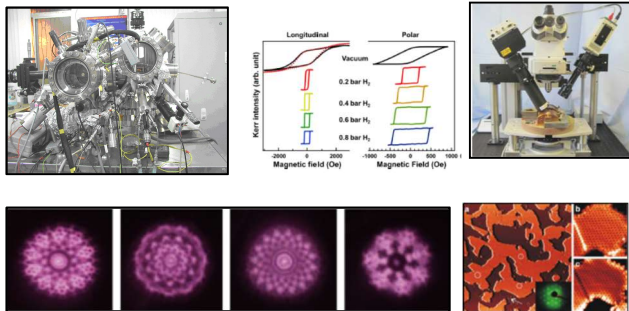 Longitudinal
Polar
Kerr intensity (arb. unit)
Vacuum
0.2 bar H₂
0.4 bar H₂
0.6 bar H₂
0.8 bar H₂
-2000 0 2000
-1000 -500 0 500 1000
Magnetic field (Oe)
Magnetic field (Oe)
a
b
c